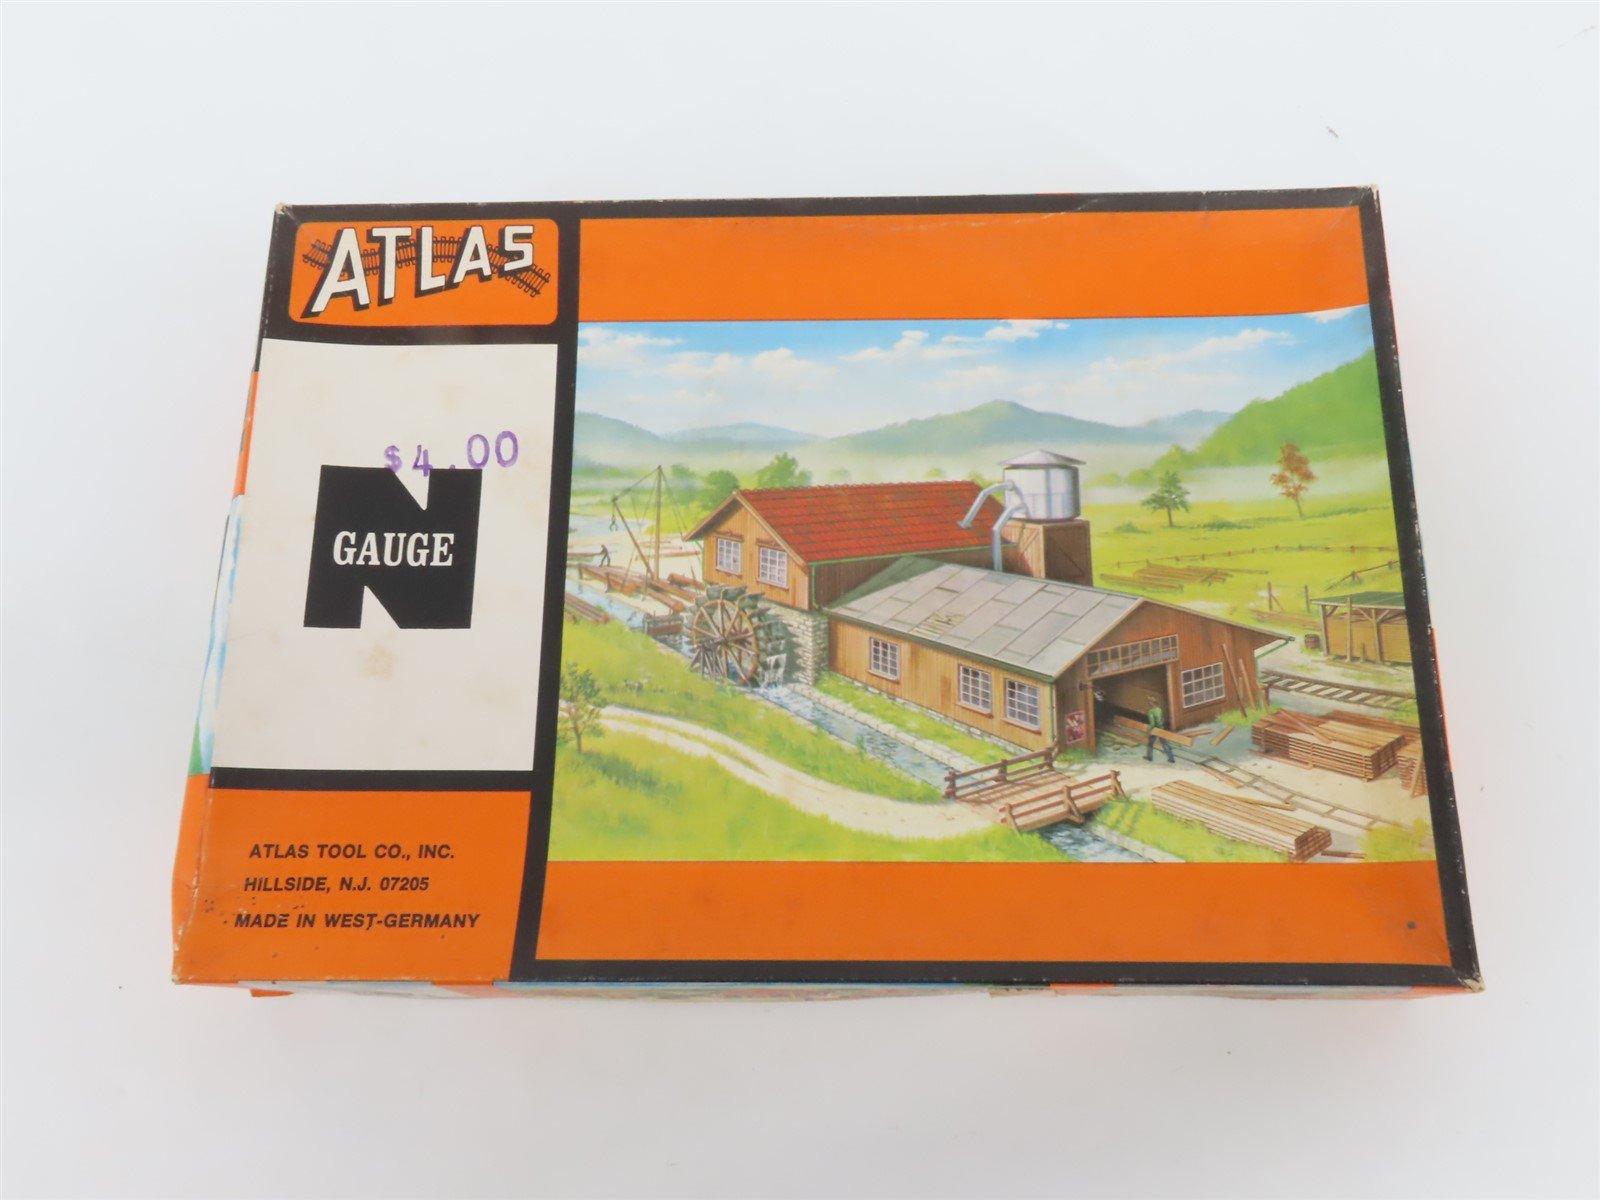 ATLAS
$4.00
N
GAUGE
ATLAS TOOL CO., INC.
HILLSIDE, N.J. 07205
MADE IN WEST-GERMANY